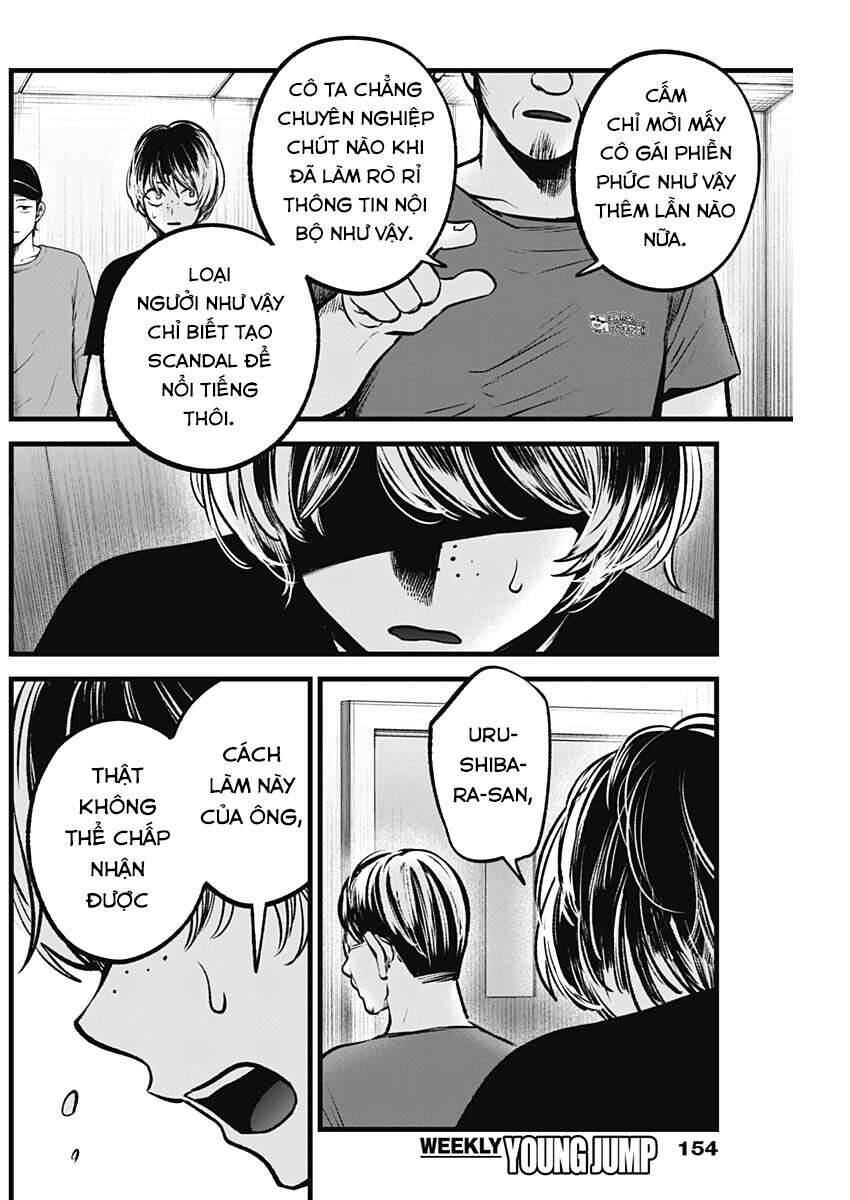 CẤM
CHỈ MỜI MẤY
CÔ GÁI PHIỀN
PHỨC NHƯ VẬY
THÊM LẦN NÀO
NỮA.
CÔ TA CHẲNG
CHUYÊN NGHIỆP
CHÚT NÀO KHI
ĐÃ LÀM RÒ RỈ
THÔNG TIN NỘI
BỘ NHƯ VẬY.
LOẠI
NGƯỜI NHƯ VẬY
CHỈ BIẾT TẠO
SCANDAL ĐỂ
NỔI TIẾNG
THÔI.
URU-
SHIBA-
RA-SAN,
CÁCH
LÀM NÀY
CỦA ÔNG,
THẬT
KHÔNG
THỂ CHẤP
NHẬN
ĐƯỢC
WEEKLY YOUNG JUMP 154